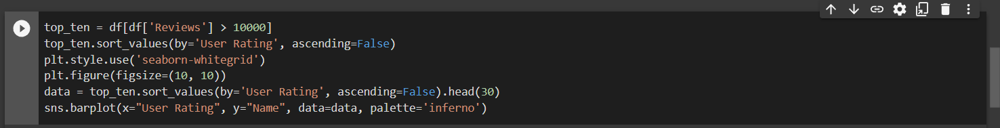 top_ten = df[df['Reviews'] > 10000]
top_ten.sort_values(by='User Rating', ascending=False)
plt.style.use('seaborn-whitegrid')
plt.figure(figsize=(10, 10))
data = top_ten.sort_values(by='User Rating', ascending=False).head(30)
sns.barplot(x="User Rating", y="Name", data=data, palette='inferno')